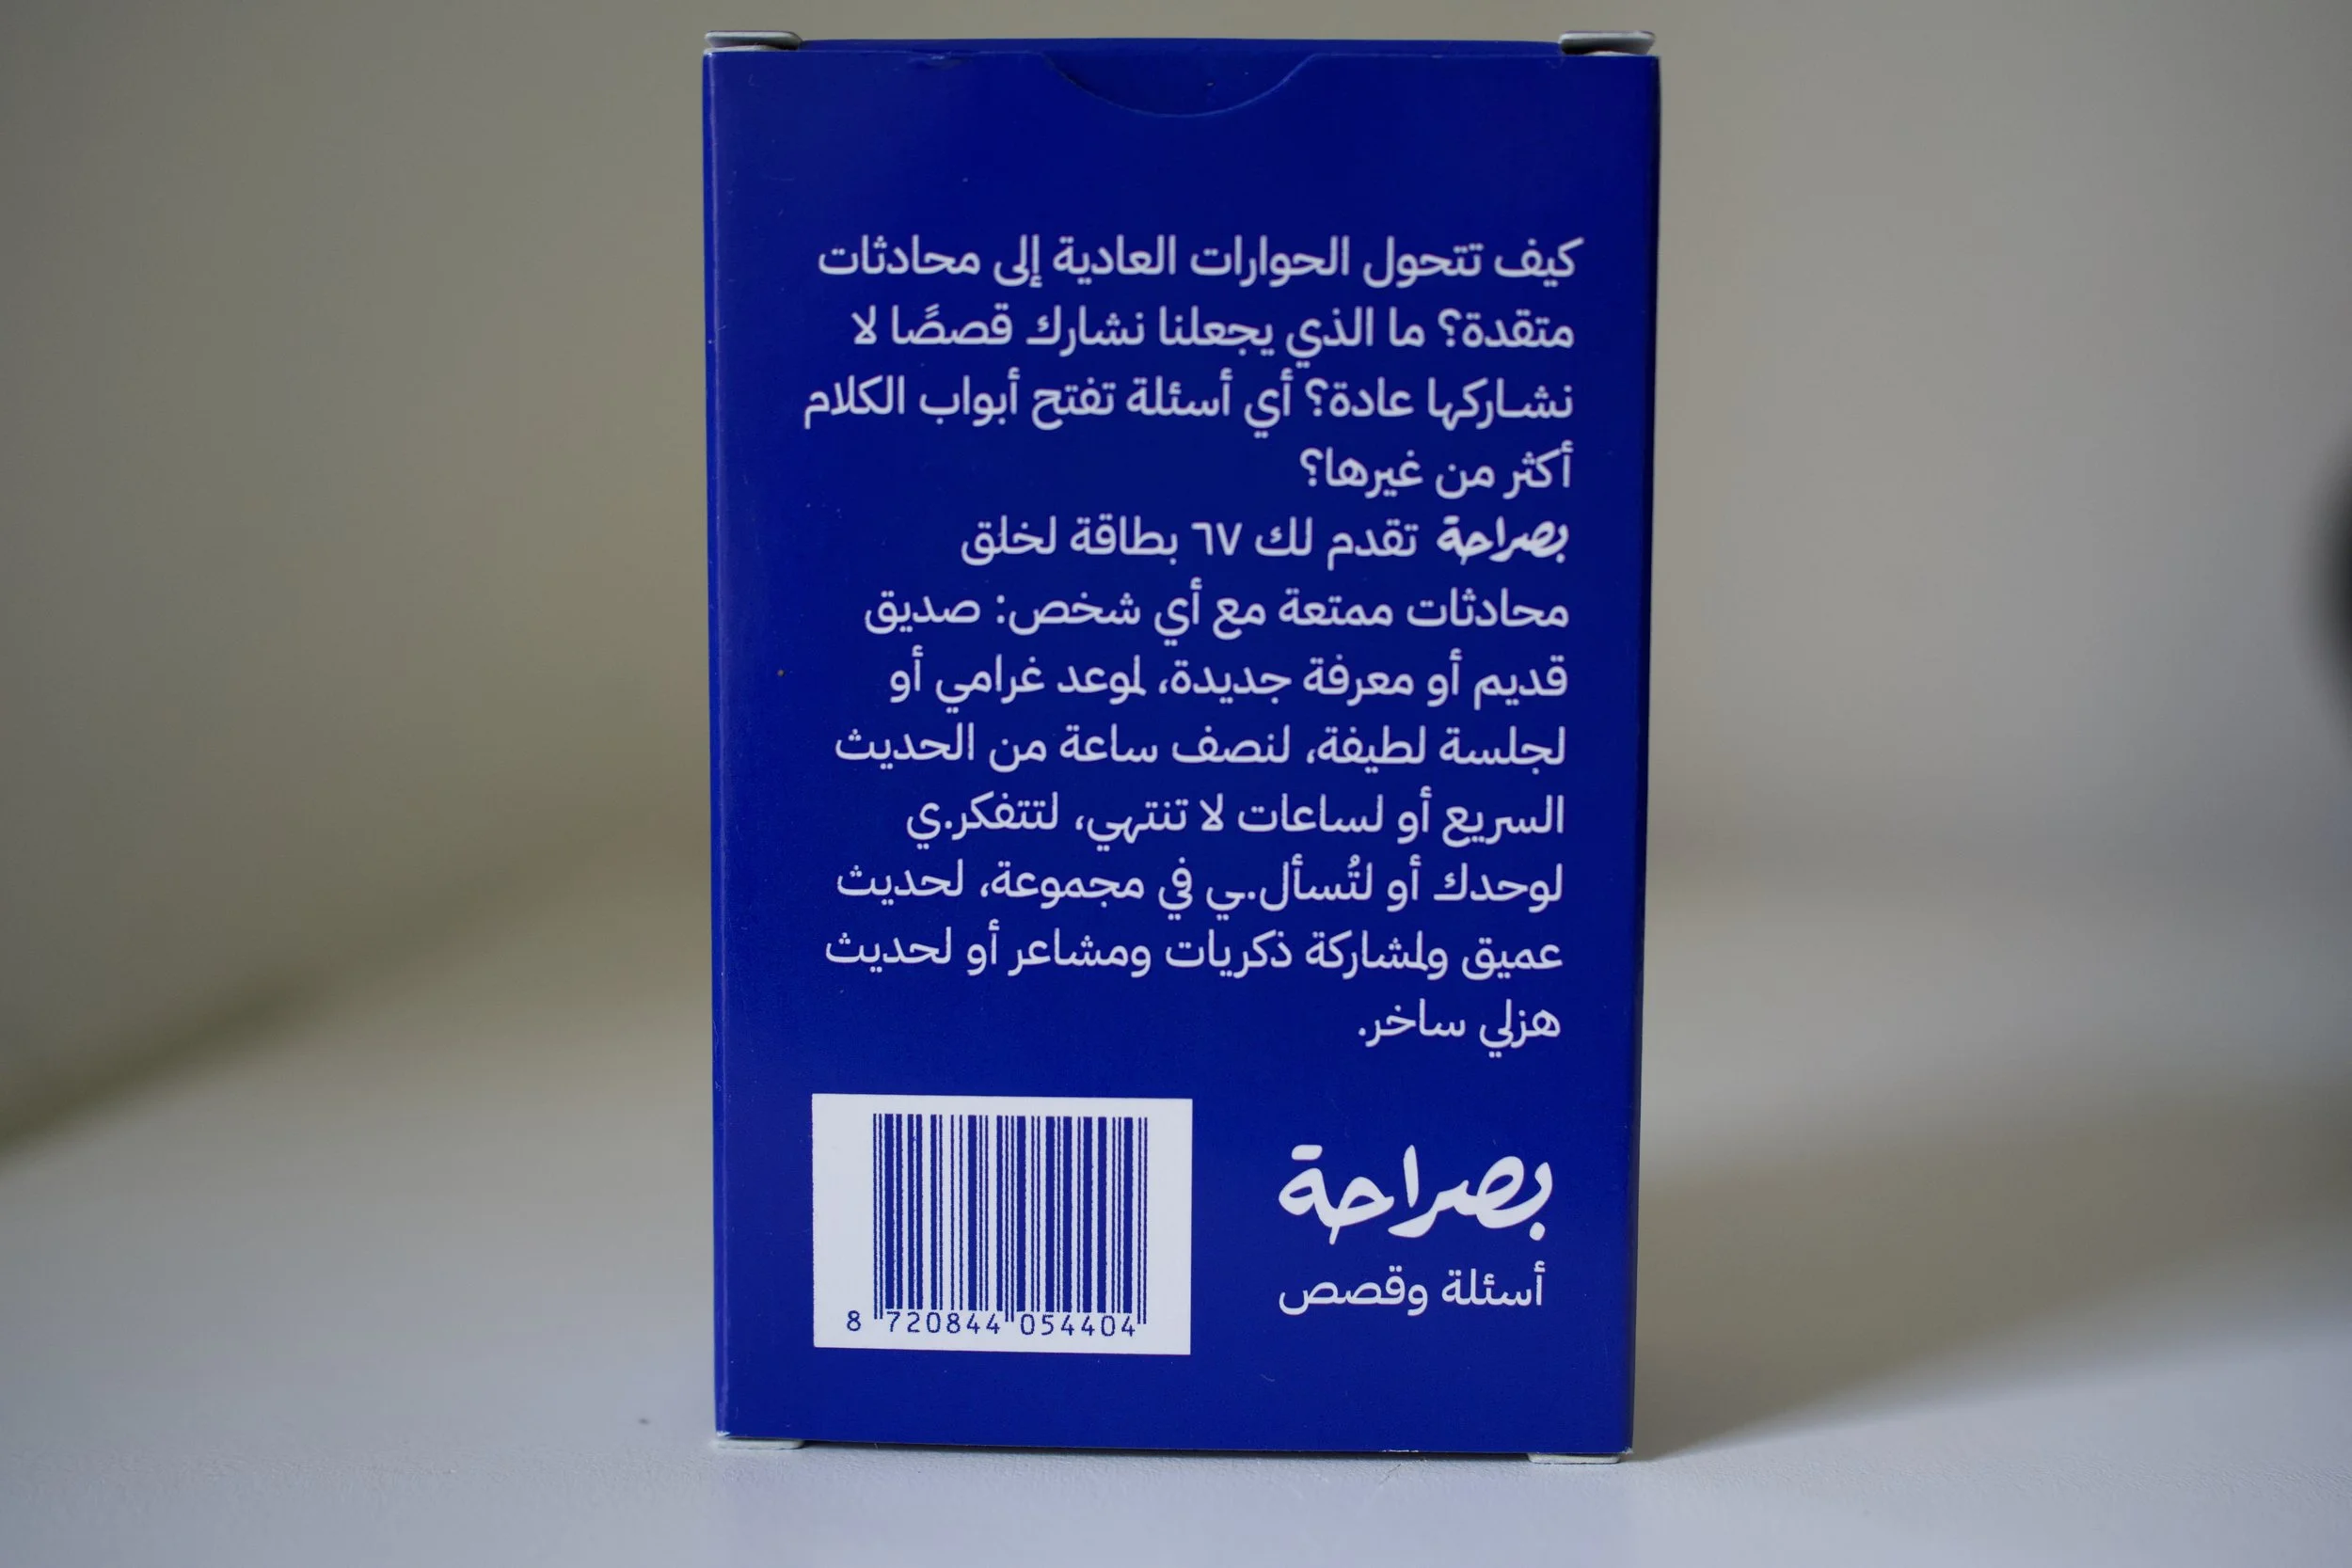 كيف تتحول الحوارات العادية إلى محادثات
متقدة؟ ما الذي يجعلنا نشارك قصصًا لا
نشاركها عادة؟ أي أسئلة تفتح أبواب الكلام
أكثر من غيرها؟
بصراحة تقدم لك ٦٧ بطاقة لخلق
محادثات ممتعة مع أي شخص: صديق
قديم أو معرفة جديدة، لموعد غرامي أو
لجلسة لطيفة، لنصف ساعة من الحديث
السريع أو لساعات لا تنتهي، لتتفكر.ي
لوحدك أو لتُسأل.ـي في مجموعة، لحديث
عميق ولمشاركة ذكريات ومشاعر أو لحديث
هزلي ساخر.
بصراحة
أسئلة وقصص
8 720844 054404